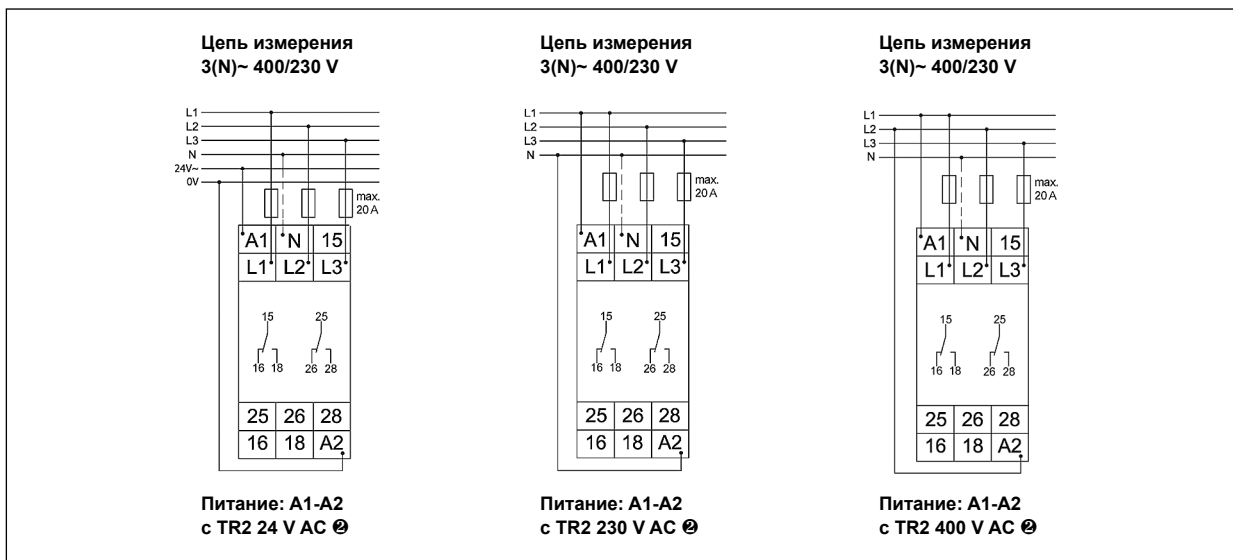 Цепь измерения
3(N)~ 400/230 V
L1
L2
L3
N
24V~
0V
max.
20 A
A1 N 15
L1 L2 L3
15 25
16 18 26 28
25 26 28
16 18 A2
Питание: A1-A2
с TR2 24 V AC ❷
Цепь измерения
3(N)~ 400/230 V
L1
L2
L3
N
max.
20 A
A1 N 15
L1 L2 L3
15 25
16 18 26 28
25 26 28
16 18 A2
Питание: A1-A2
с TR2 230 V AC ❷
Цепь измерения
3(N)~ 400/230 V
L1
L2
L3
N
max.
20 A
A1 N 15
L1 L2 L3
15 25
16 18 26 28
25 26 28
16 18 A2
Питание: A1-A2
с TR2 400 V AC ❷